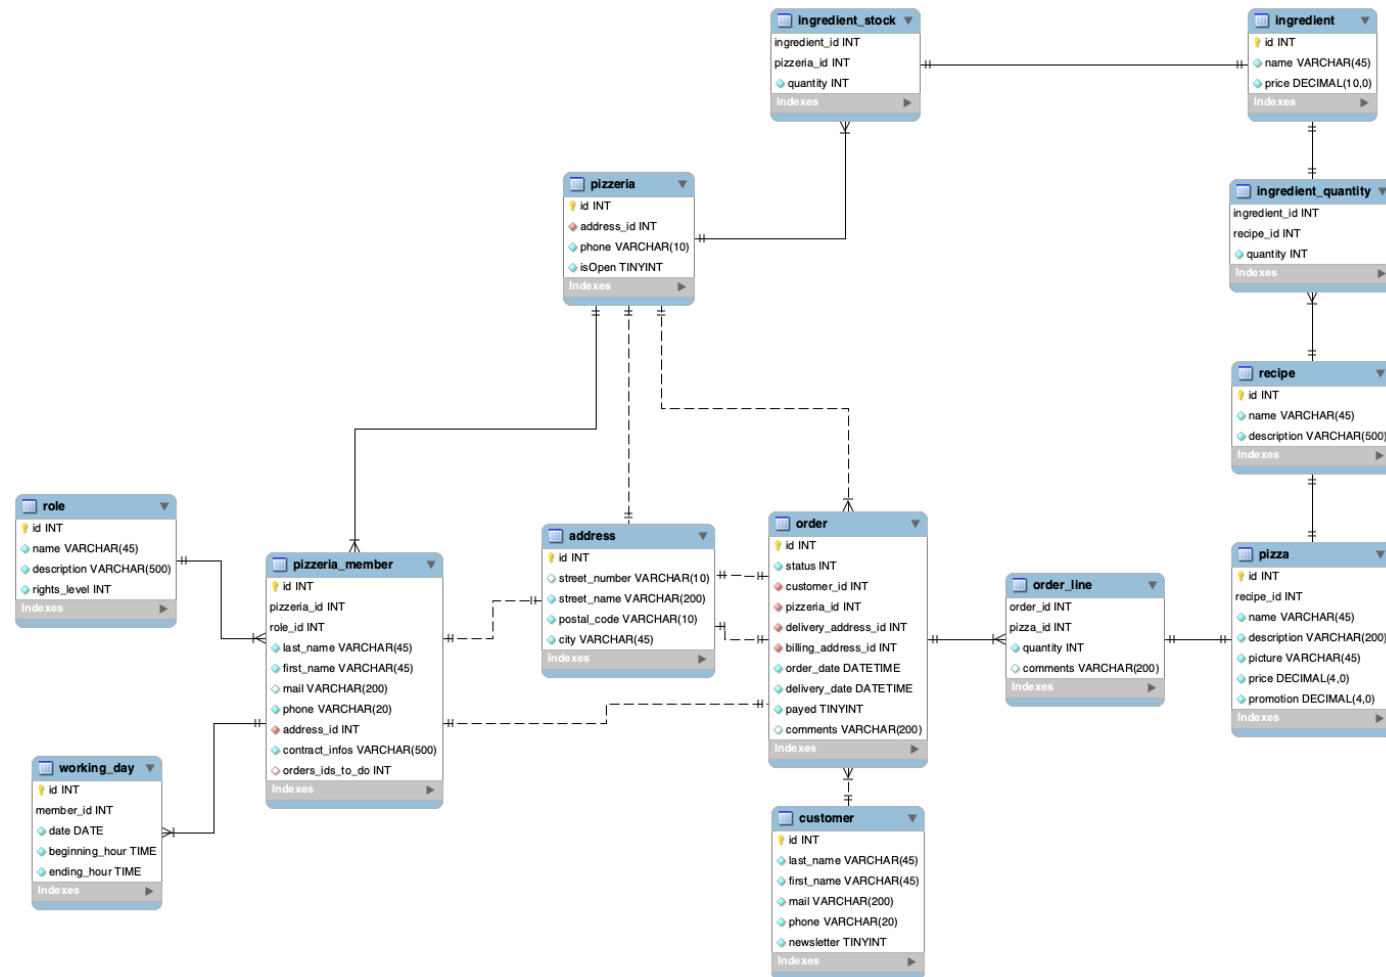 ingredient_stock
ingredient_id INT
pizzeria_id INT
quantity INT
Indexes
ingredient
id INT
name VARCHAR(45)
price DECIMAL(10,0)
Indexes
pizzeria
id INT
address_id INT
phone VARCHAR(10)
isOpen TINYINT
Indexes
ingredient_quantity
ingredient_id INT
recipe_id INT
quantity INT
Indexes
recipe
id INT
name VARCHAR(45)
description VARCHAR(500)
Indexes
role
id INT
name VARCHAR(45)
description VARCHAR(500)
rights_level INT
Indexes
pizzeria_member
id INT
pizzeria_id INT
role_id INT
last_name VARCHAR(45)
first_name VARCHAR(45)
mail VARCHAR(200)
phone VARCHAR(20)
address_id INT
contract_infos VARCHAR(500)
orders_ids_to_do INT
Indexes
address
id INT
street_number VARCHAR(10)
street_name VARCHAR(200)
postal_code VARCHAR(10)
city VARCHAR(45)
Indexes
order
id INT
status INT
customer_id INT
pizzeria_id INT
delivery_address_id INT
billing_address_id INT
order_date DATETIME
delivery_date DATETIME
payed TINYINT
comments VARCHAR(200)
Indexes
order_line
order_id INT
pizza_id INT
quantity INT
comments VARCHAR(200)
Indexes
pizza
id INT
recipe_id INT
name VARCHAR(45)
description VARCHAR(200)
picture VARCHAR(45)
price DECIMAL(4,0)
promotion DECIMAL(4,0)
Indexes
working_day
id INT
member_id INT
date DATE
beginning_hour TIME
ending_hour TIME
Indexes
customer
id INT
last_name VARCHAR(45)
first_name VARCHAR(45)
mail VARCHAR(200)
phone VARCHAR(20)
newsletter TINYINT
Indexes